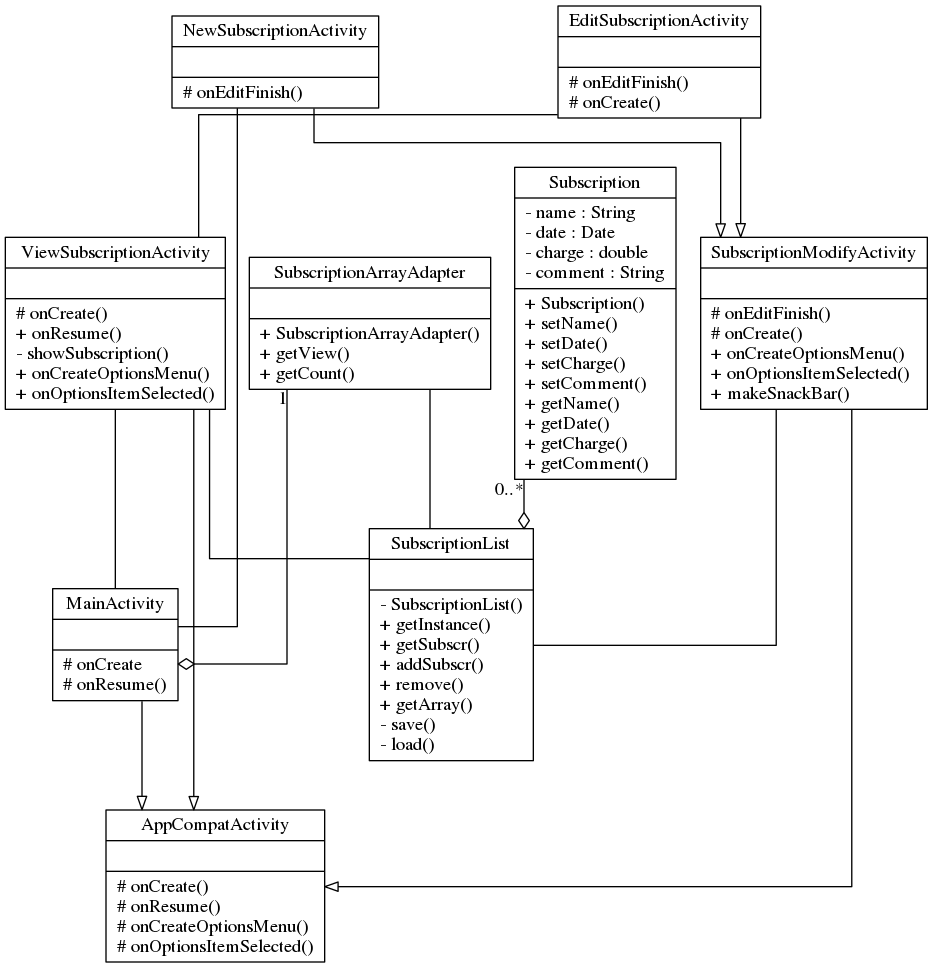 NewSubscriptionActivity
# onEditFinish()
EditSubscriptionActivity
# onEditFinish()
# onCreate()
Subscription
- name : String
- date : Date
- charge : double
- comment : String
+ Subscription()
+ setName()
+ setDate()
+ setCharge()
+ setComment()
+ getName()
+ getDate()
+ getCharge()
+ getComment()
0..*
ViewSubscriptionActivity
# onCreate()
+ onResume()
- showSubscription()
+ onCreateOptionsMenu()
+ onOptionsItemSelected()
SubscriptionArrayAdapter
+ SubscriptionArrayAdapter()
+ getView()
+ getCount()
1
SubscriptionModifyActivity
# onEditFinish()
# onCreate()
+ onCreateOptionsMenu()
+ onOptionsItemSelected()
+ makeSnackBar()
SubscriptionList
- SubscriptionList()
+ getInstance()
+ getSubscr()
+ addSubscr()
+ remove()
+ getArray()
- save()
- load()
MainActivity
# onCreate
# onResume()
AppCompatActivity
# onCreate()
# onResume()
# onCreateOptionsMenu()
# onOptionsItemSelected()